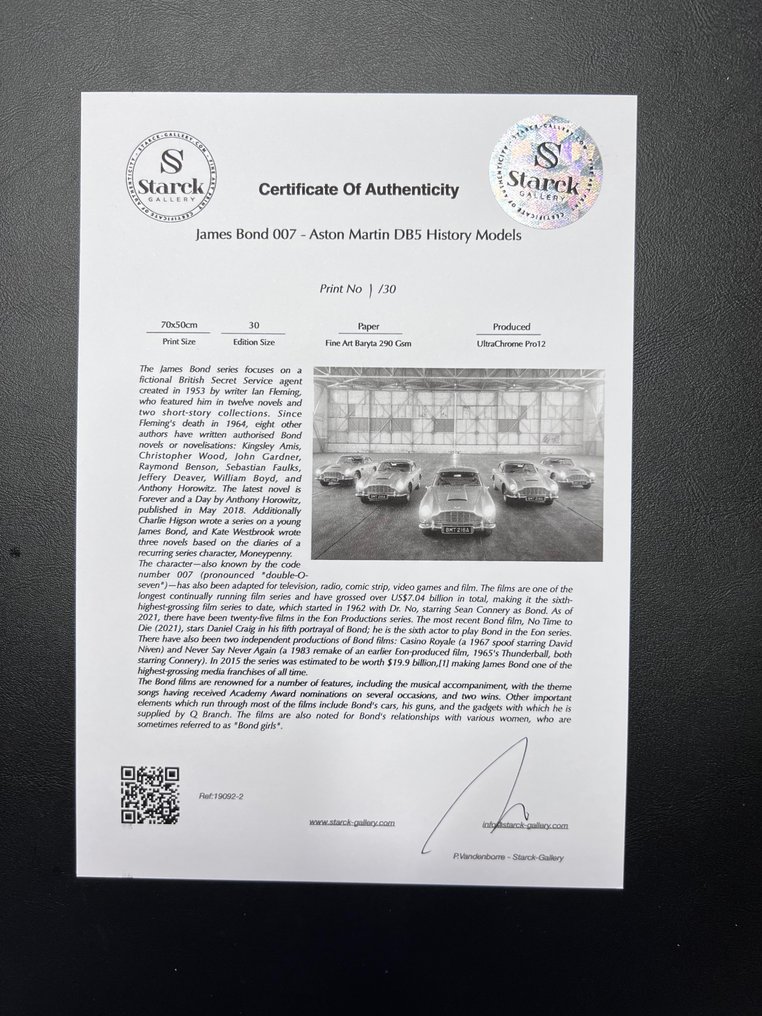 STARCK-GALLERY.COM - FINE ART PRINT - CERTIFICATE OF AUTHENTICITY
SS
Starck
GALLERY
Certificate Of Authenticity
SS
Starck
GALLERY
CERTIFICATE OF AUTHENTICITY
James Bond 007 - Aston Martin DB5 History Models
Print No 1 /30
70x50cm 30 Paper Produced
Print Size Edition Size Fine Art Baryta 290 Gsm UltraChrome Pro12
The James Bond series focuses on a
fictional British Secret Service agent
created in 1953 by writer Ian Fleming,
who featured him in twelve novels and
two short-story collections. Since
Fleming's death in 1964, eight other
authors have written authorised Bond
novels or novelisations: Kingsley Amis,
Christopher Wood, John Gardner,
Raymond Benson, Sebastian Faulks,
Jeffery Deaver, William Boyd, and
Anthony Horowitz. The latest novel is
Forever and a Day by Anthony Horowitz,
published in May 2018. Additionally
Charlie Higson wrote a series on a young
James Bond, and Kate Westbrook wrote
three novels based on the diaries of a
recurring series character, Moneypenny.
The character—also known by the code
number 007 (pronounced "double-O-
seven")—has also been adapted for television, radio, comic strip, video games and film. The films are one of the
longest continually running film series and have grossed over US$7.04 billion in total, making it the sixth-
highest-grossing film series to date, which started in 1962 with Dr. No, starring Sean Connery as Bond. As of
2021, there have been twenty-five films in the Eon Productions series. The most recent Bond film, No Time to
Die (2021), stars Daniel Craig in his fifth portrayal of Bond; he is the sixth actor to play Bond in the Eon series.
There have also been two independent productions of Bond films: Casino Royale (a 1967 spoof starring David
Niven) and Never Say Never Again (a 1983 remake of an earlier Eon-produced film, 1965's Thunderball, both
starring Connery). In 2015 the series was estimated to be worth $19.9 billion,[1] making James Bond one of the
highest-grossing media franchises of all time.
The Bond films are renowned for a number of features, including the musical accompaniment, with the theme
songs having received Academy Award nominations on several occasions, and two wins. Other important
elements which run through most of the films include Bond's cars, his guns, and the gadgets with which he is
supplied by Q Branch. The films are also noted for Bond's relationships with various women, who are
sometimes referred to as "Bond girls".
BMT 216A
Ref:19092-2
www.starck-gallery.com
info@starck-gallery.com
P.Vandenborre - Starck-Gallery